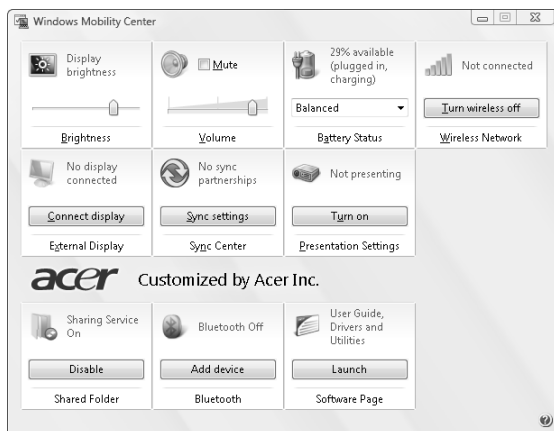 Windows Mobility Center
Display
brightness
Brightness
Mute
Volume
29% available
(plugged in,
charging)
Balanced
Battery Status
Not connected
Turn wireless off
Wireless Network
No display
connected
Connect display
External Display
No sync
partnerships
Sync settings
Sync Center
Not presenting
Turn on
Presentation Settings
acer Customized by Acer Inc.
Sharing Service
On
Disable
Shared Folder
Bluetooth Off
Add device
Bluetooth
User Guide,
Drivers and
Utilities
Launch
Software Page
?